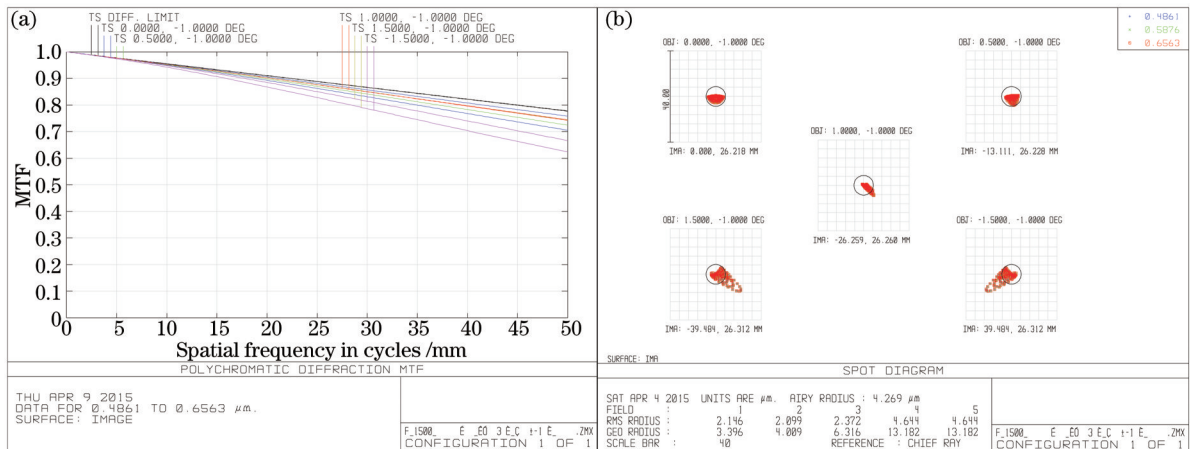 (a)
TS DIFF. LIMIT
TS 0.0000, -1.0000 DEG
TS 0.5000, -1.0000 DEG
TS 1.0000, -1.0000 DEG
TS 1.5000, -1.0000 DEG
TS -1.5000, -1.0000 DEG
1.0
0.9
0.8
0.7
0.6
0.5
0.4
0.3
0.2
0.1
0
MTF
0 5 10 15 20 25 30 35 40 45 50
Spatial frequency in cycles /mm
POLYCHROMATIC DIFFRACTION MTF
THU APR 9 2015
DATA FOR 0.4861 TO 0.6563 µm.
SURFACE: IMAGE
F_1500_ É _ÉÖ 3 È_Ç ‡-1 È_ .ZMX
CONFIGURATION 1 OF 1
(b)
0.4861
0.5876
0.6563
OBJ: 0.0000, -1.0000 DEG
40.00
IMA: 0.000, 26.218 MM
OBJ: 0.5000, -1.0000 DEG
IMA: -13.111, 26.228 MM
OBJ: 1.0000, -1.0000 DEG
IMA: -26.259, 26.260 MM
OBJ: 1.5000, -1.0000 DEG
IMA: -39.484, 26.312 MM
OBJ: -1.5000, -1.0000 DEG
IMA: 39.484, 26.312 MM
SURFACE: IMA
SPOT DIAGRAM
SAT APR 4 2015 UNITS ARE µm. AIRY RADIUS : 4.269 µm
FIELD : 1 2 3 4 5
RMS RADIUS : 2.146 2.099 2.372 4.644 4.644
GEO RADIUS : 3.396 4.009 6.316 13.182 13.182
SCALE BAR : 40 REFERENCE : CHIEF RAY
.ZMX
CONFIGURATION 1 OF 1